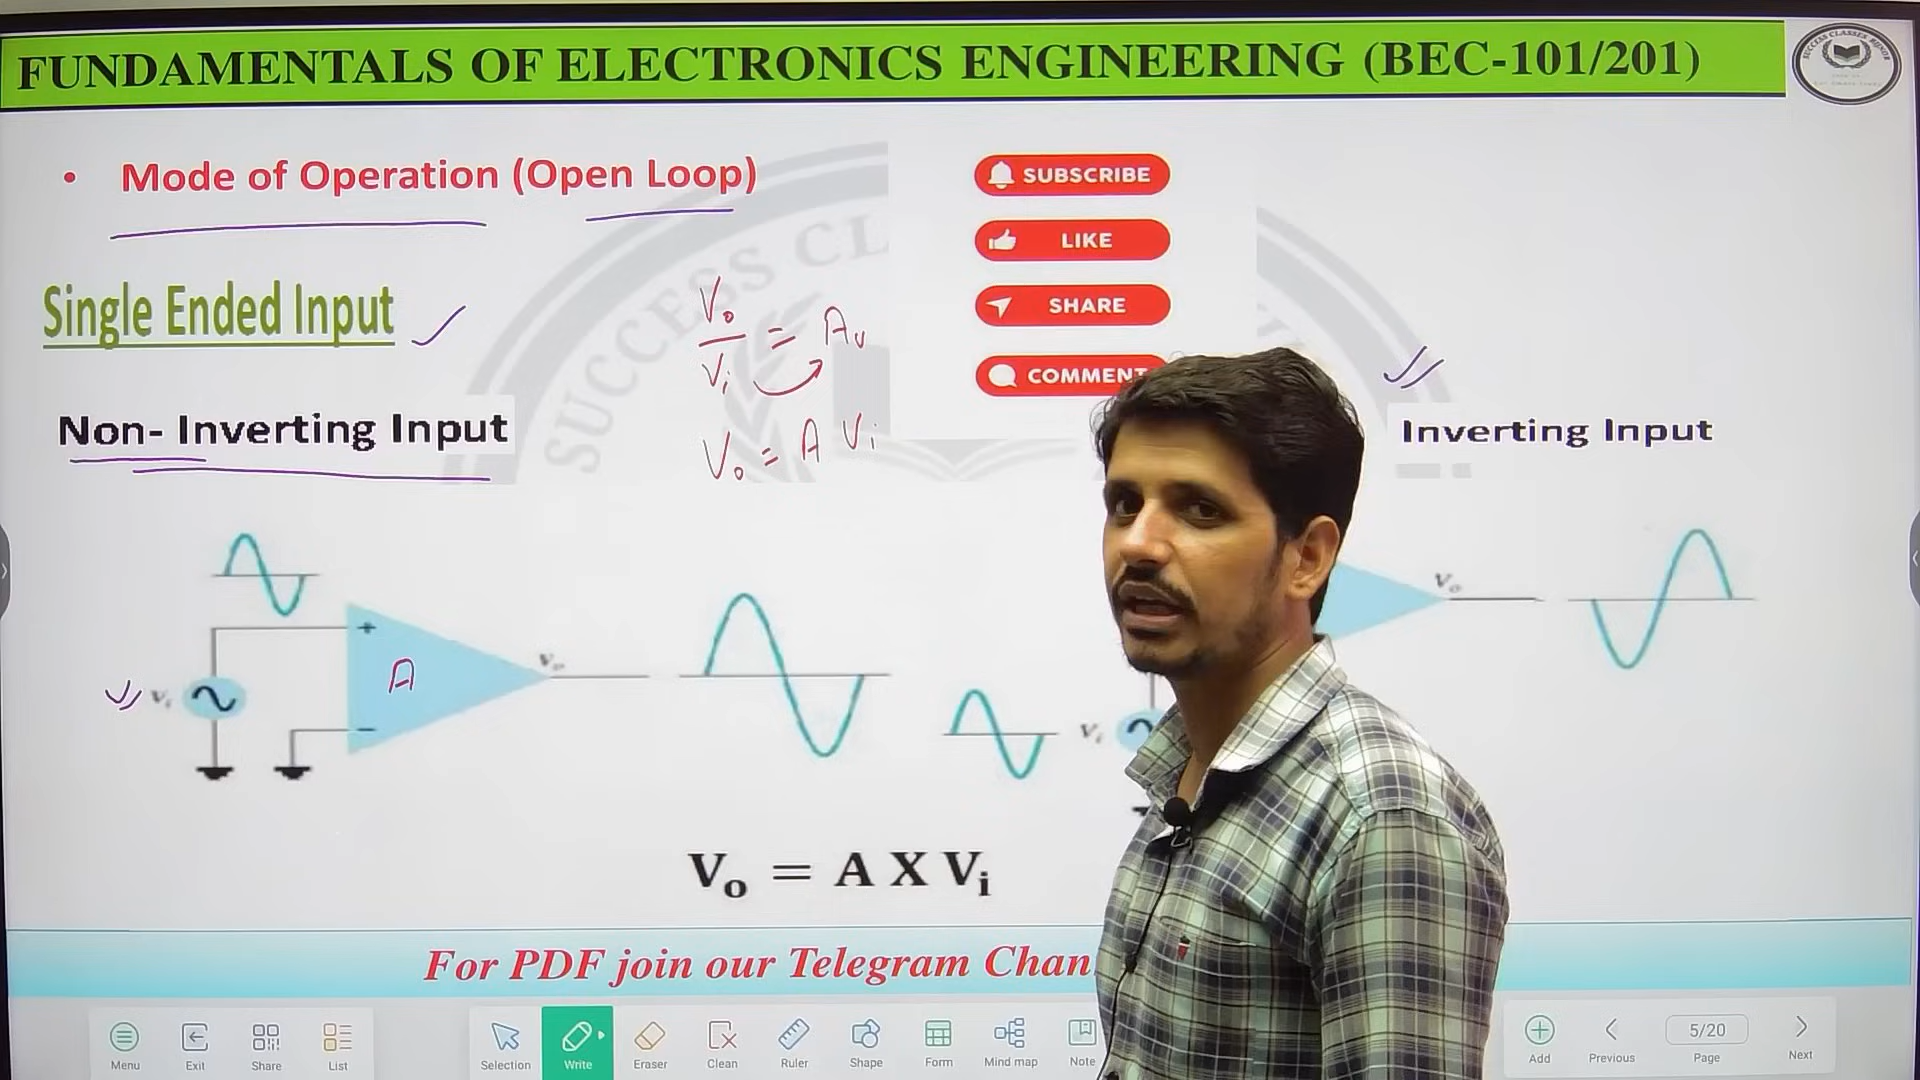 FUNDAMENTALS OF ELECTRONICS ENGINEERING (BEC-101/201)
• Mode of Operation (Open Loop)
SUBSCRIBE
LIKE
SHARE
COMMENT
Single Ended Input
Vo
Vi = Av
Vo = A Vi
Non- Inverting Input
Inverting Input
SUCCESS CL
+
A
-
Vi
Vo
Vi
Vo
Vo = A X Vi
For PDF join our Telegram Chan
Menu
Exit
Share
List
Selection
Write
Eraser
Clean
Ruler
Shape
Form
Mind map
Note
Add
Previous
5/20
Page
Next